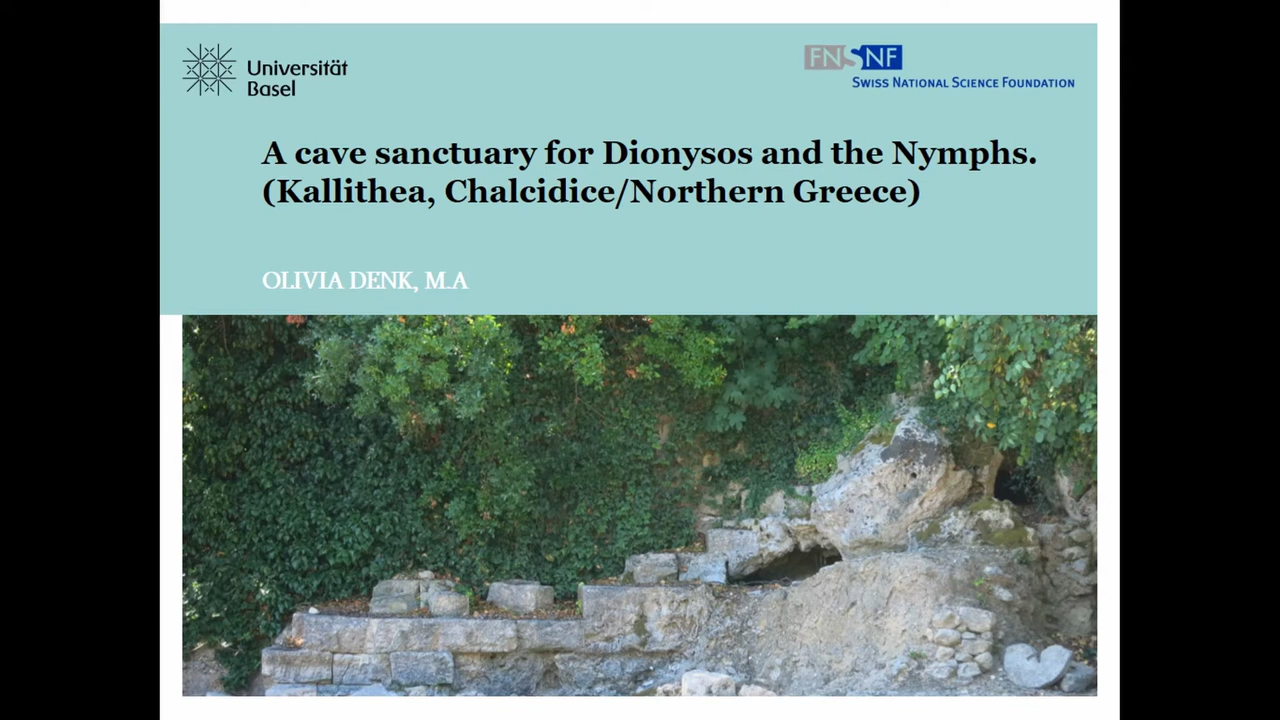 Universität
Basel
FNSNF
SWISS NATIONAL SCIENCE FOUNDATION
A cave sanctuary for Dionysos and the Nymphs.
(Kallithea, Chalcidice/Northern Greece)
OLIVIA DENK, M.A